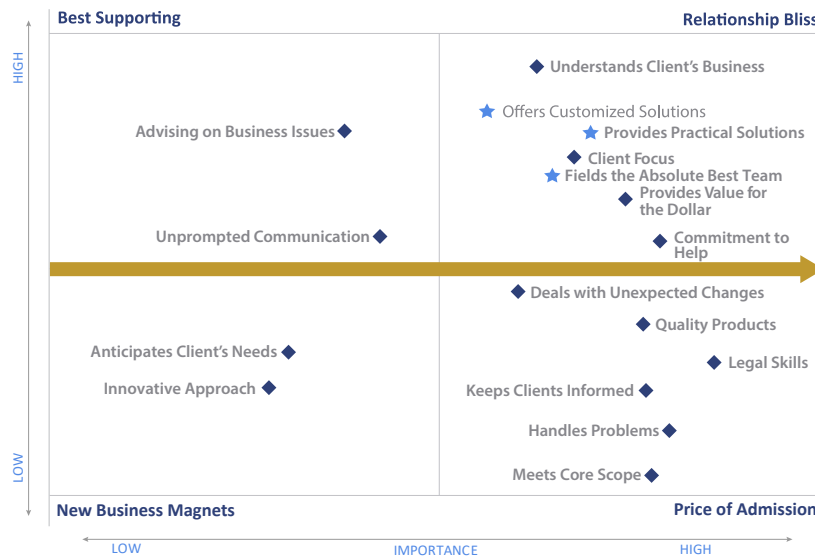 Best Supporting
Relationship Bliss
HIGH
Understands Client's Business
Offers Customized Solutions
Advising on Business Issues
Provides Practical Solutions
Client Focus
Fields the Absolute Best Team
Provides Value for
the Dollar
Unprompted Communication
Commitment to
Help
Deals with Unexpected Changes
Quality Products
Anticipates Client's Needs
Legal Skills
Innovative Approach
Keeps Clients Informed
Handles Problems
LOW
Meets Core Scope
New Business Magnets
Price of Admission
LOW
IMPORTANCE
HIGH